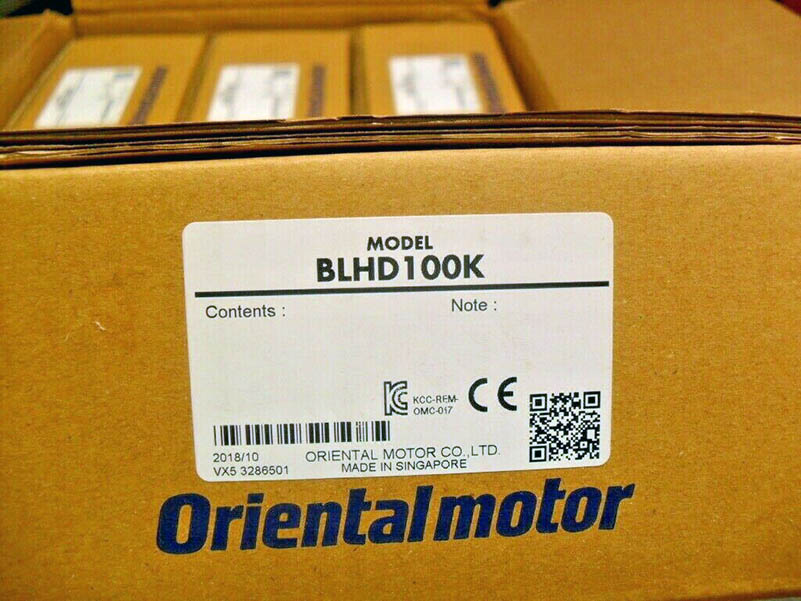 MODEL
BLHD100K
Contents :
Note :
KCC-REM-
OMC-017
CE
2018/10
ORIENTAL MOTOR CO.,LTD.
VX5 3286501
MADE IN SINGAPORE
Orientalmotor